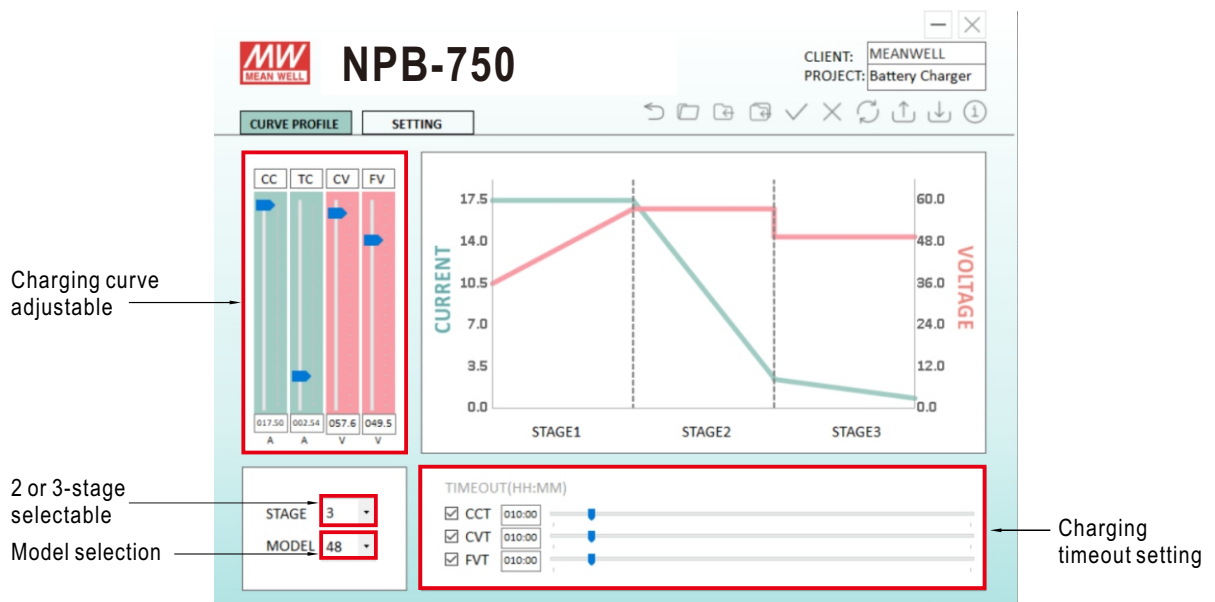 MW
MEAN WELL
NPB-750
CLIENT: MEANWELL
PROJECT: Battery Charger
CURVE PROFILE SETTING
CC TC CV FV
017.50 002.54 057.6 049.5
A A V V
Charging curve
adjustable
CURRENT
17.5
14.0
10.5
7.0
3.5
0.0
60.0
48.0
36.0
24.0
12.0
0.0
VOLTAGE
STAGE1 STAGE2 STAGE3
2 or 3-stage
selectable
Model selection
STAGE 3
MODEL 48
TIMEOUT(HH:MM)
CCT 010:00
CVT 010:00
FVT 010:00
Charging
timeout setting